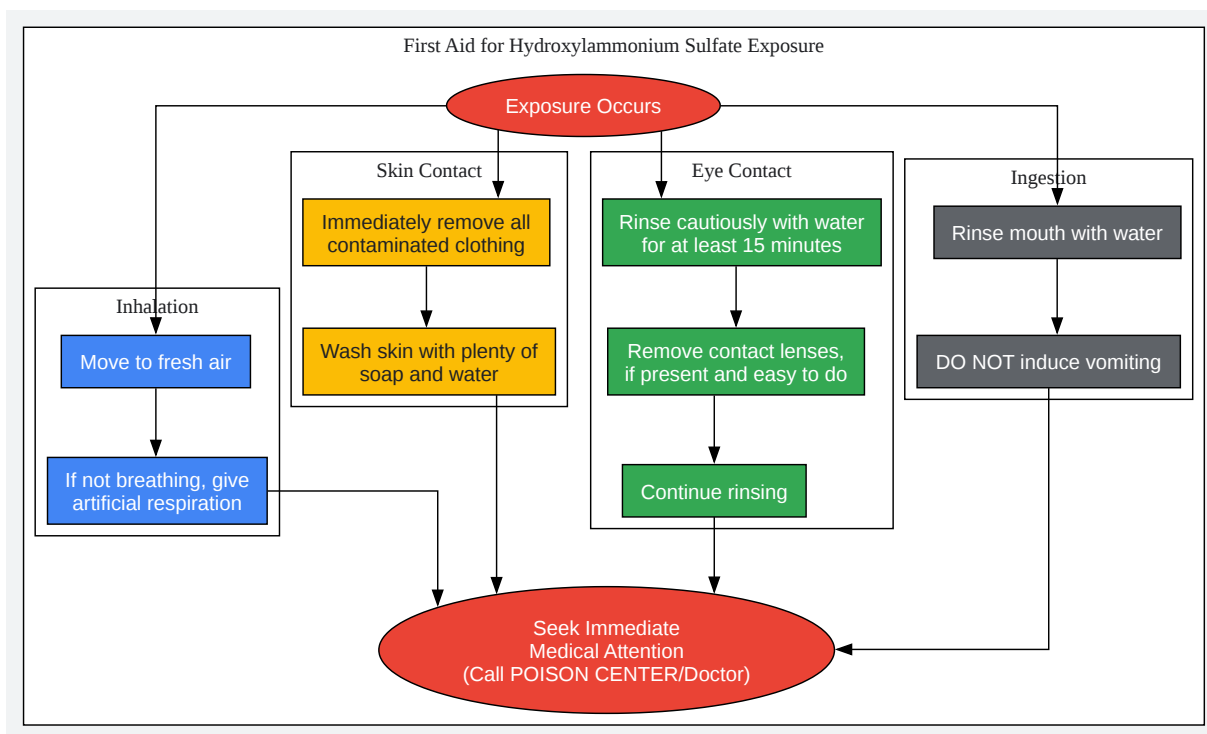 First Aid for Hydroxylammonium Sulfate Exposure
Exposure Occurs
Inhalation
Move to fresh air
If not breathing, give
artificial respiration
Skin Contact
Immediately remove all
contaminated clothing
Wash skin with plenty of
soap and water
Eye Contact
Rinse cautiously with water
for at least 15 minutes
Remove contact lenses,
if present and easy to do
Continue rinsing
Ingestion
Rinse mouth with water
DO NOT induce vomiting
Seek Immediate
Medical Attention
(Call POISON CENTER/Doctor)